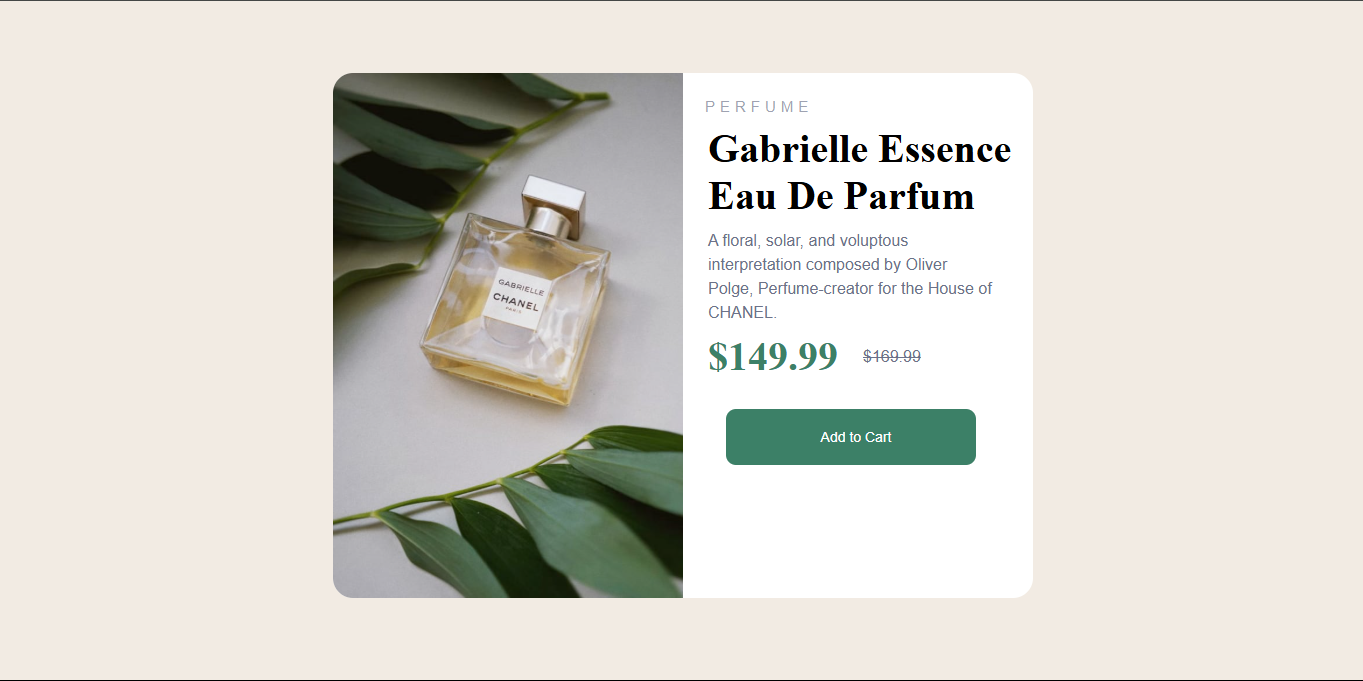 GABRIELLE
CHANEL
PARIS
PERFUME
Gabrielle Essence
Eau De Parfum
A floral, solar, and voluptous
interpretation composed by Oliver
Polge, Perfume-creator for the House of
CHANEL.
$149.99 $169.99
Add to Cart